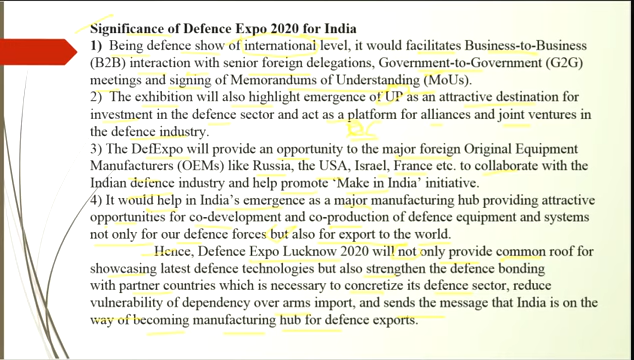 Significance of Defence Expo 2020 for India
1) Being defence show of international level, it would facilitates Business-to-Business
(B2B) interaction with senior foreign delegations, Government-to-Government (G2G)
meetings and signing of Memorandums of Understanding (MoUs).
2) The exhibition will also highlight emergence of UP as an attractive destination for
investment in the defence sector and act as a platform for alliances and joint ventures in
the defence industry.
3) The DefExpo will provide an opportunity to the major foreign Original Equipment
Manufacturers (OEMs) like Russia, the USA, Israel, France etc. to collaborate with the
Indian defence industry and help promote ‘Make in India’ initiative.
4) It would help in India’s emergence as a major manufacturing hub providing attractive
opportunities for co-development and co-production of defence equipment and systems
not only for our defence forces but also for export to the world.
Hence, Defence Expo Lucknow 2020 will not only provide common roof for
showcasing latest defence technologies but also strengthen the defence bonding
with partner countries which is necessary to concretize its defence sector, reduce
vulnerability of dependency over arms import, and sends the message that India is on the
way of becoming manufacturing hub for defence exports.